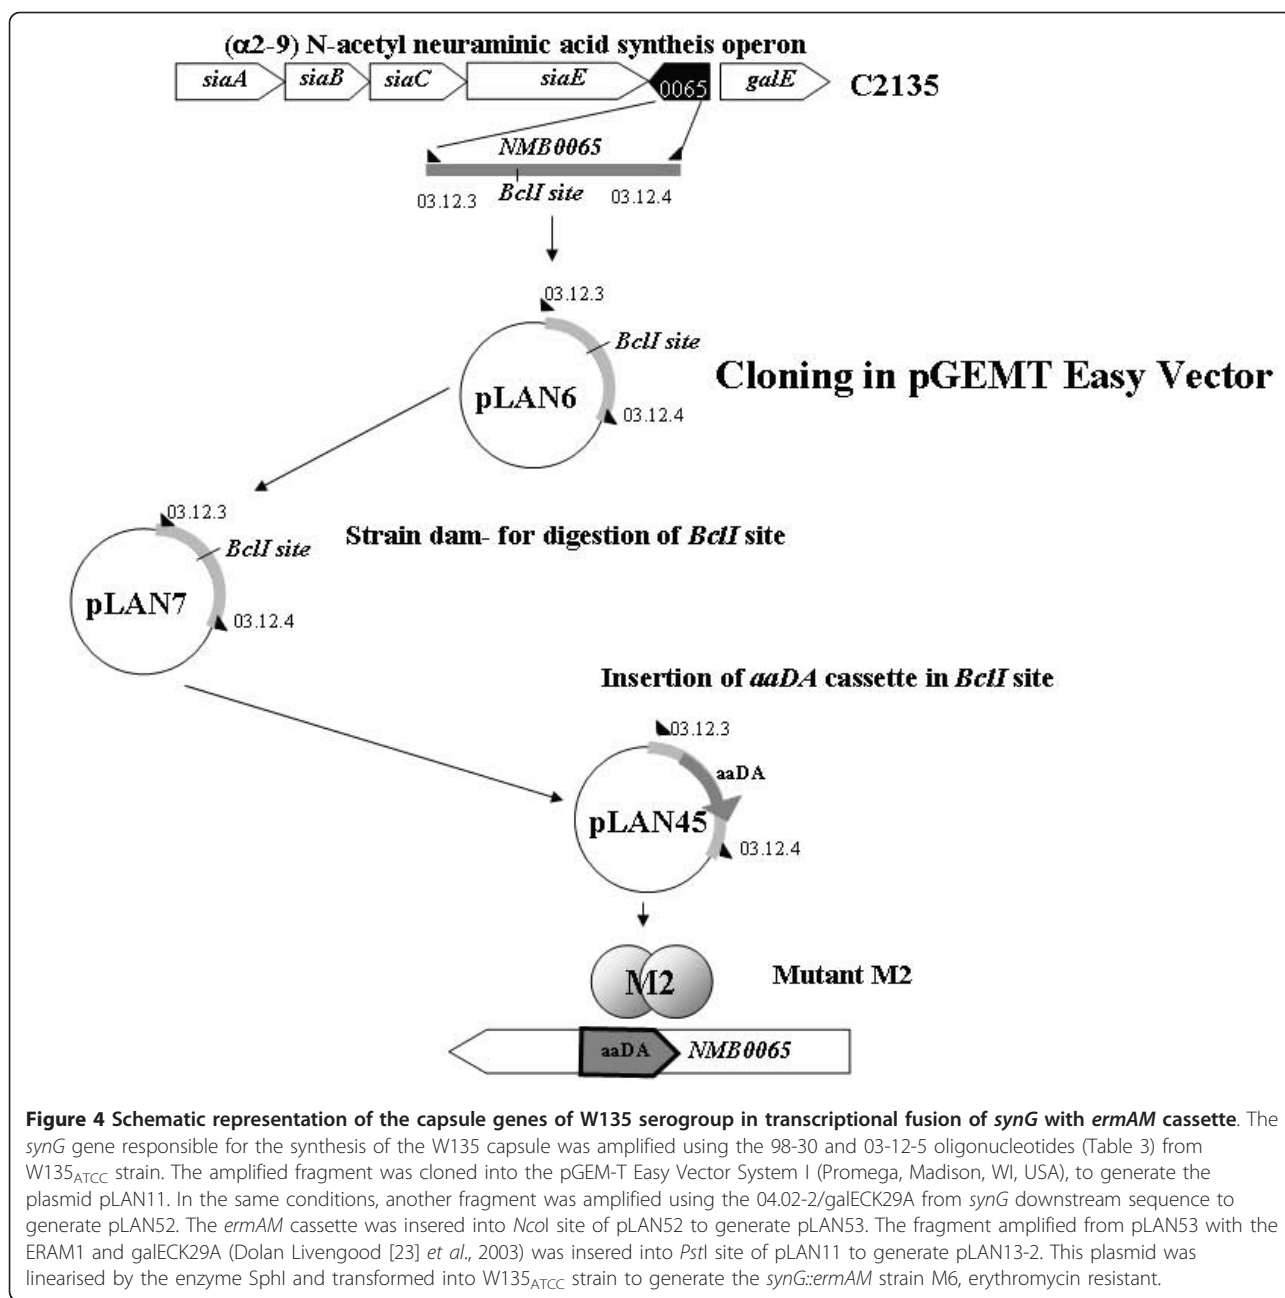 (α2-9) N-acetyl neuraminic acid syntheis operon
siaA siaB siaC siaE 0065 galE C2135
NMB0065
03.12.3 BclI site 03.12.4
03.12.3
BclI site
pLAN6
Cloning in pGEMT Easy Vector
03.12.4
03.12.3
BclI site
Strain dam- for digestion of BclI site
pLAN7
03.12.4
Insertion of aaDA cassette in BclI site
03.12.3
aaDA
pLAN45
03.12.4
M2
Mutant M2
aaDA NMB0065
Figure 4 Schematic representation of the capsule genes of W135 serogroup in transcriptional fusion of synG with ermAM cassette. The
synG gene responsible for the synthesis of the W135 capsule was amplified using the 98-30 and 03-12-5 oligonucleotides (Table 3) from
W135ATCC strain. The amplified fragment was cloned into the pGEM-T Easy Vector System I (Promega, Madison, WI, USA), to generate the
plasmid pLAN11. In the same conditions, another fragment was amplified using the 04.02-2/galECK29A from synG downstream sequence to
generate pLAN52. The ermAM cassette was insered into NcoI site of pLAN52 to generate pLAN53. The fragment amplified from pLAN53 with the
ERAM1 and galECK29A (Dolan Livengood [23] et al., 2003) was insered into PstI site of pLAN11 to generate pLAN13-2. This plasmid was
linearised by the enzyme SphI and transformed into W135ATCC strain to generate the synG::ermAM strain M6, erythromycin resistant.